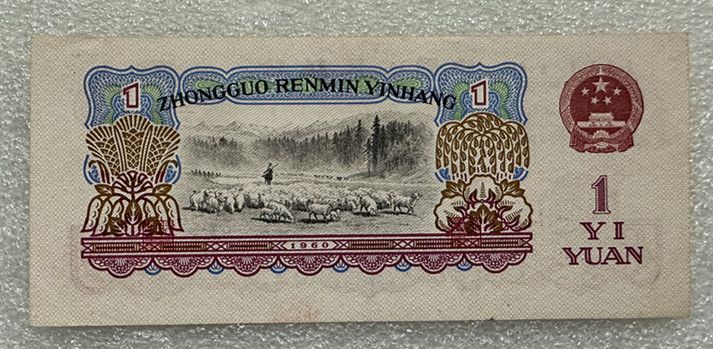 1 ZHONGGUO RENMIN YINHANG 1
1960
1
YI
YUAN